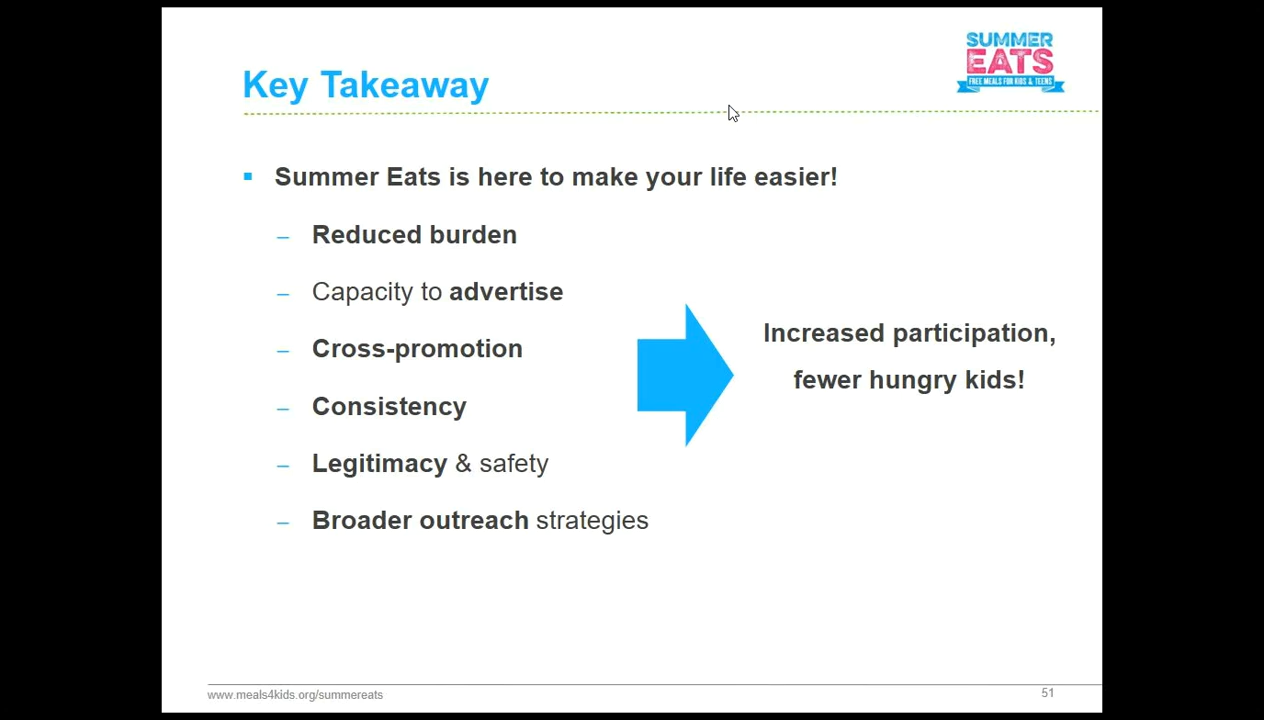 SUMMER
EATS
FREE MEALS FOR KIDS & TEENS
Key Takeaway
Summer Eats is here to make your life easier!
– Reduced burden
– Capacity to advertise
– Cross-promotion
– Consistency
– Legitimacy & safety
– Broader outreach strategies
Increased participation,
fewer hungry kids!
www.meals4kids.org/summereats
51